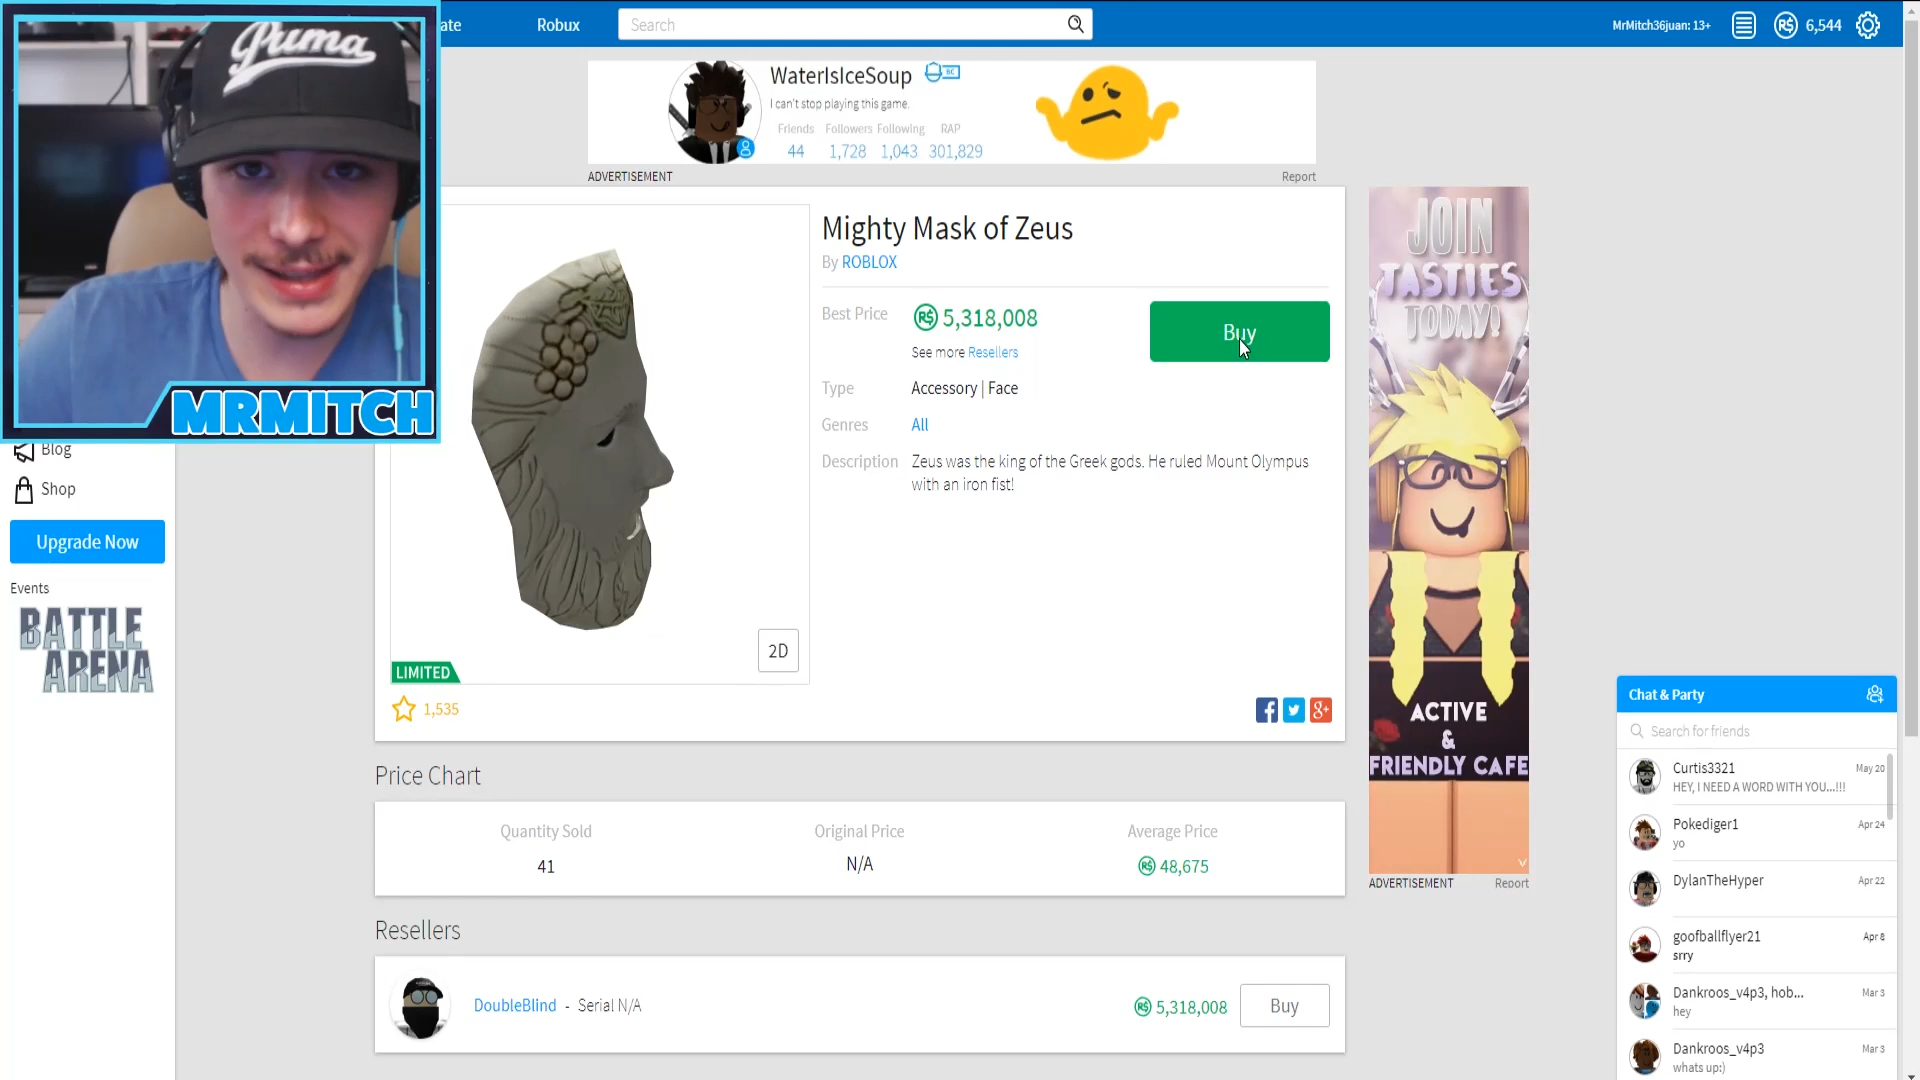 Puma
MRMITCH
ate
Robux
Search
MrMitch36juan: 13+
R$
6,544
WaterIsIceSoup
BC
I can't stop playing this game.
Friends
Followers
Following
RAP
44
1,728
1,043
301,829
ADVERTISEMENT
Report
Blog
Shop
Upgrade Now
Events
BATTLE
ARENA
LIMITED
2D
1,535
Mighty Mask of Zeus
By ROBLOX
Best Price
R$ 5,318,008
See more Resellers
Buy
Type
Accessory | Face
Genres
All
Description
Zeus was the king of the Greek gods. He ruled Mount Olympus
with an iron fist!
f
g+
Price Chart
Quantity Sold
Original Price
Average Price
41
N/A
R$ 48,675
Resellers
DoubleBlind - Serial N/A
R$ 5,318,008
Buy
JOIN
TASTIES
TODAY!
ACTIVE
&
FRIENDLY CAFE
ADVERTISEMENT
Report
Chat & Party
Search for friends
Curtis3321
May 20
HEY, I NEED A WORD WITH YOU...!!!
Pokediger1
Apr 24
yo
DylanTheHyper
Apr 22
goofballflyer21
Apr 8
srry
Dankroos_v4p3, hob...
Mar 3
hey
Dankroos_v4p3
Mar 3
whats up:)